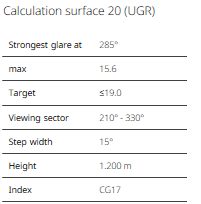 Calculation surface 20 (UGR)
Strongest glare at 285°
max 15.6
Target ≤19.0
Viewing sector 210° - 330°
Step width 15°
Height 1.200 m
Index CG17